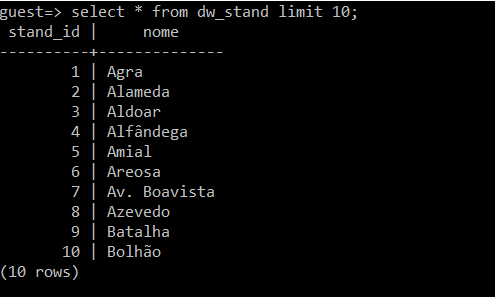 guest=> select * from dw_stand limit 10;
 stand_id |     nome
----------+--------------
        1 | Agra
        2 | Alameda
        3 | Aldoar
        4 | Alfândega
        5 | Amial
        6 | Areosa
        7 | Av. Boavista
        8 | Azevedo
        9 | Batalha
       10 | Bolhão
(10 rows)